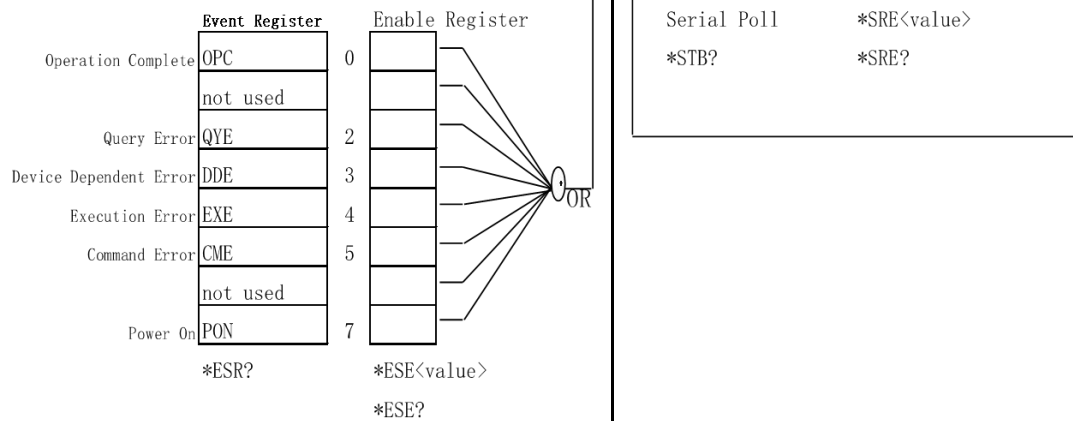 Event Register Enable Register
Operation Complete OPC 0
not used
Query Error QYE 2
Device Dependent Error DDE 3
Execution Error EXE 4
Command Error CME 5
not used
Power On PON 7
OR
*ESR? *ESE<value>
*ESE?
Serial Poll *SRE<value>
*STB? *SRE?